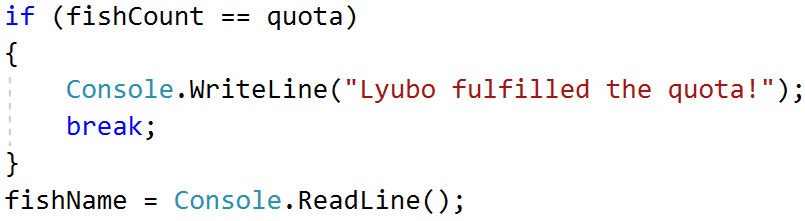 if (fishCount == quota)
{
    Console.WriteLine("Lyubo fulfilled the quota!");
    break;
}
fishName = Console.ReadLine();